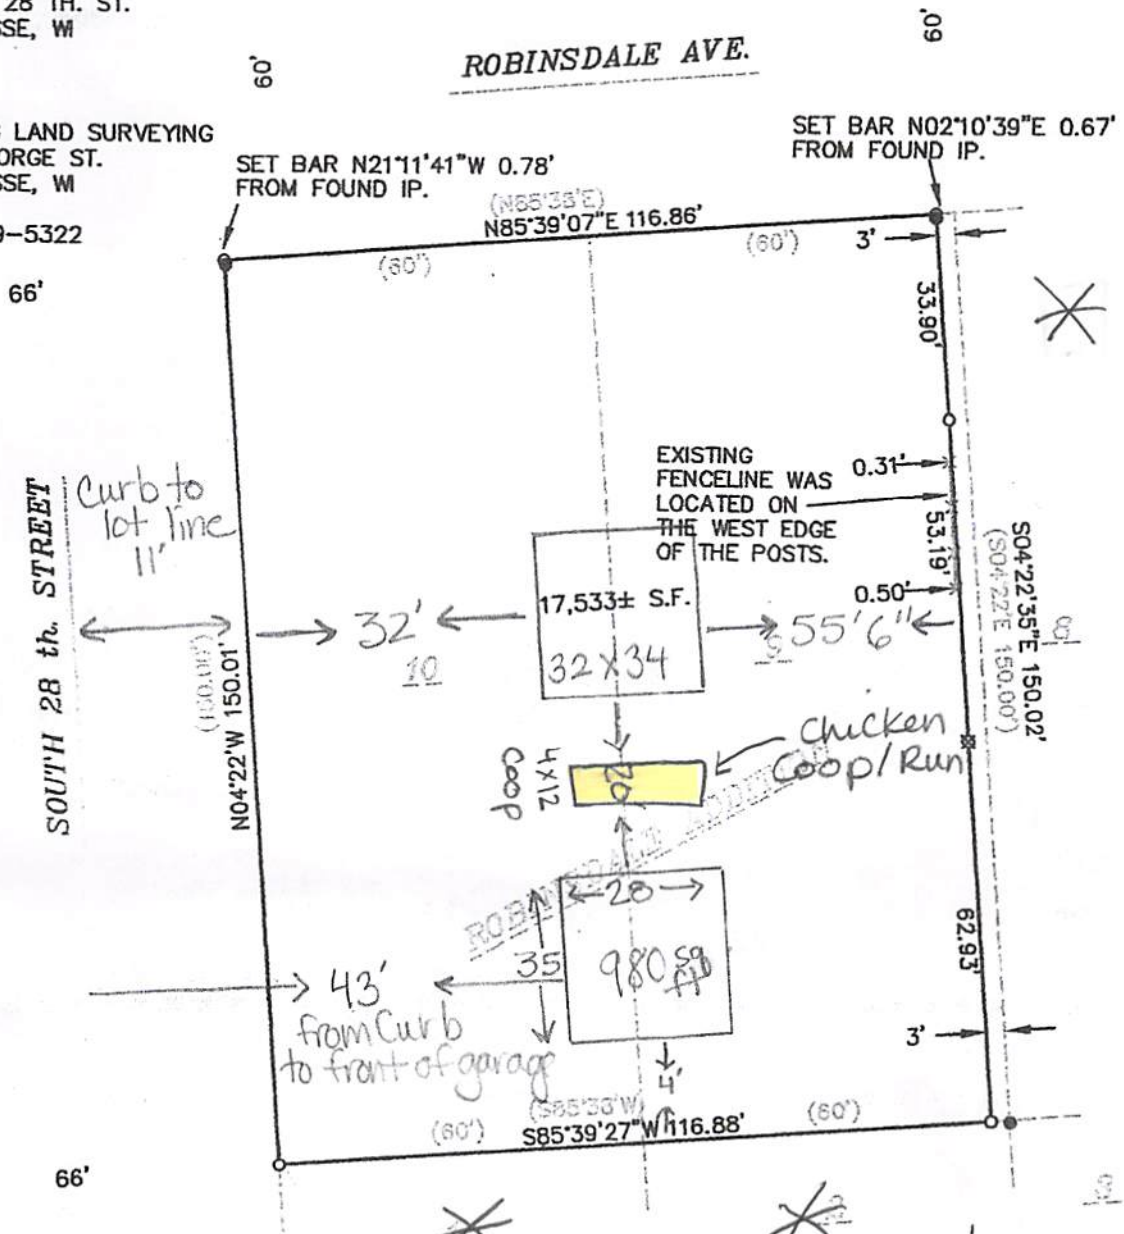 28 TH. ST.
SSE, WI
60'
ROBINSDALE AVE.
60'
LAND SURVEYING
ORGE ST.
SSE, WI
9-5322
66'
SET BAR N21°11'41"W 0.78'
FROM FOUND IP.
SET BAR N02°10'39"E 0.67'
FROM FOUND IP.
(N85°38'E)
N85°39'07"E 116.86'
(60')
(60')
3'
33.90'
EXISTING
FENCELINE WAS
LOCATED ON
THE WEST EDGE
OF THE POSTS.
0.31'
53.19'
0.50'
S04°22'35"E 150.02'
(S04°22'E 150.00')
SOUTH 28 th. STREET
Curb to
lot line
11'
(150.00')
N04°22'W 150.01'
32'
10
17,533± S.F.
32 X 34
9
55'6"
8
4x12
Coop
20'
Chicken
Coop/Run
ROBINSDALE ADDITION
28
35
980 sq
ft
62.93'
43'
from Curb
to front of garage
4'
3'
(S85°38'W)
(60')
S85°39'27"W 116.88'
(60')
66'
3